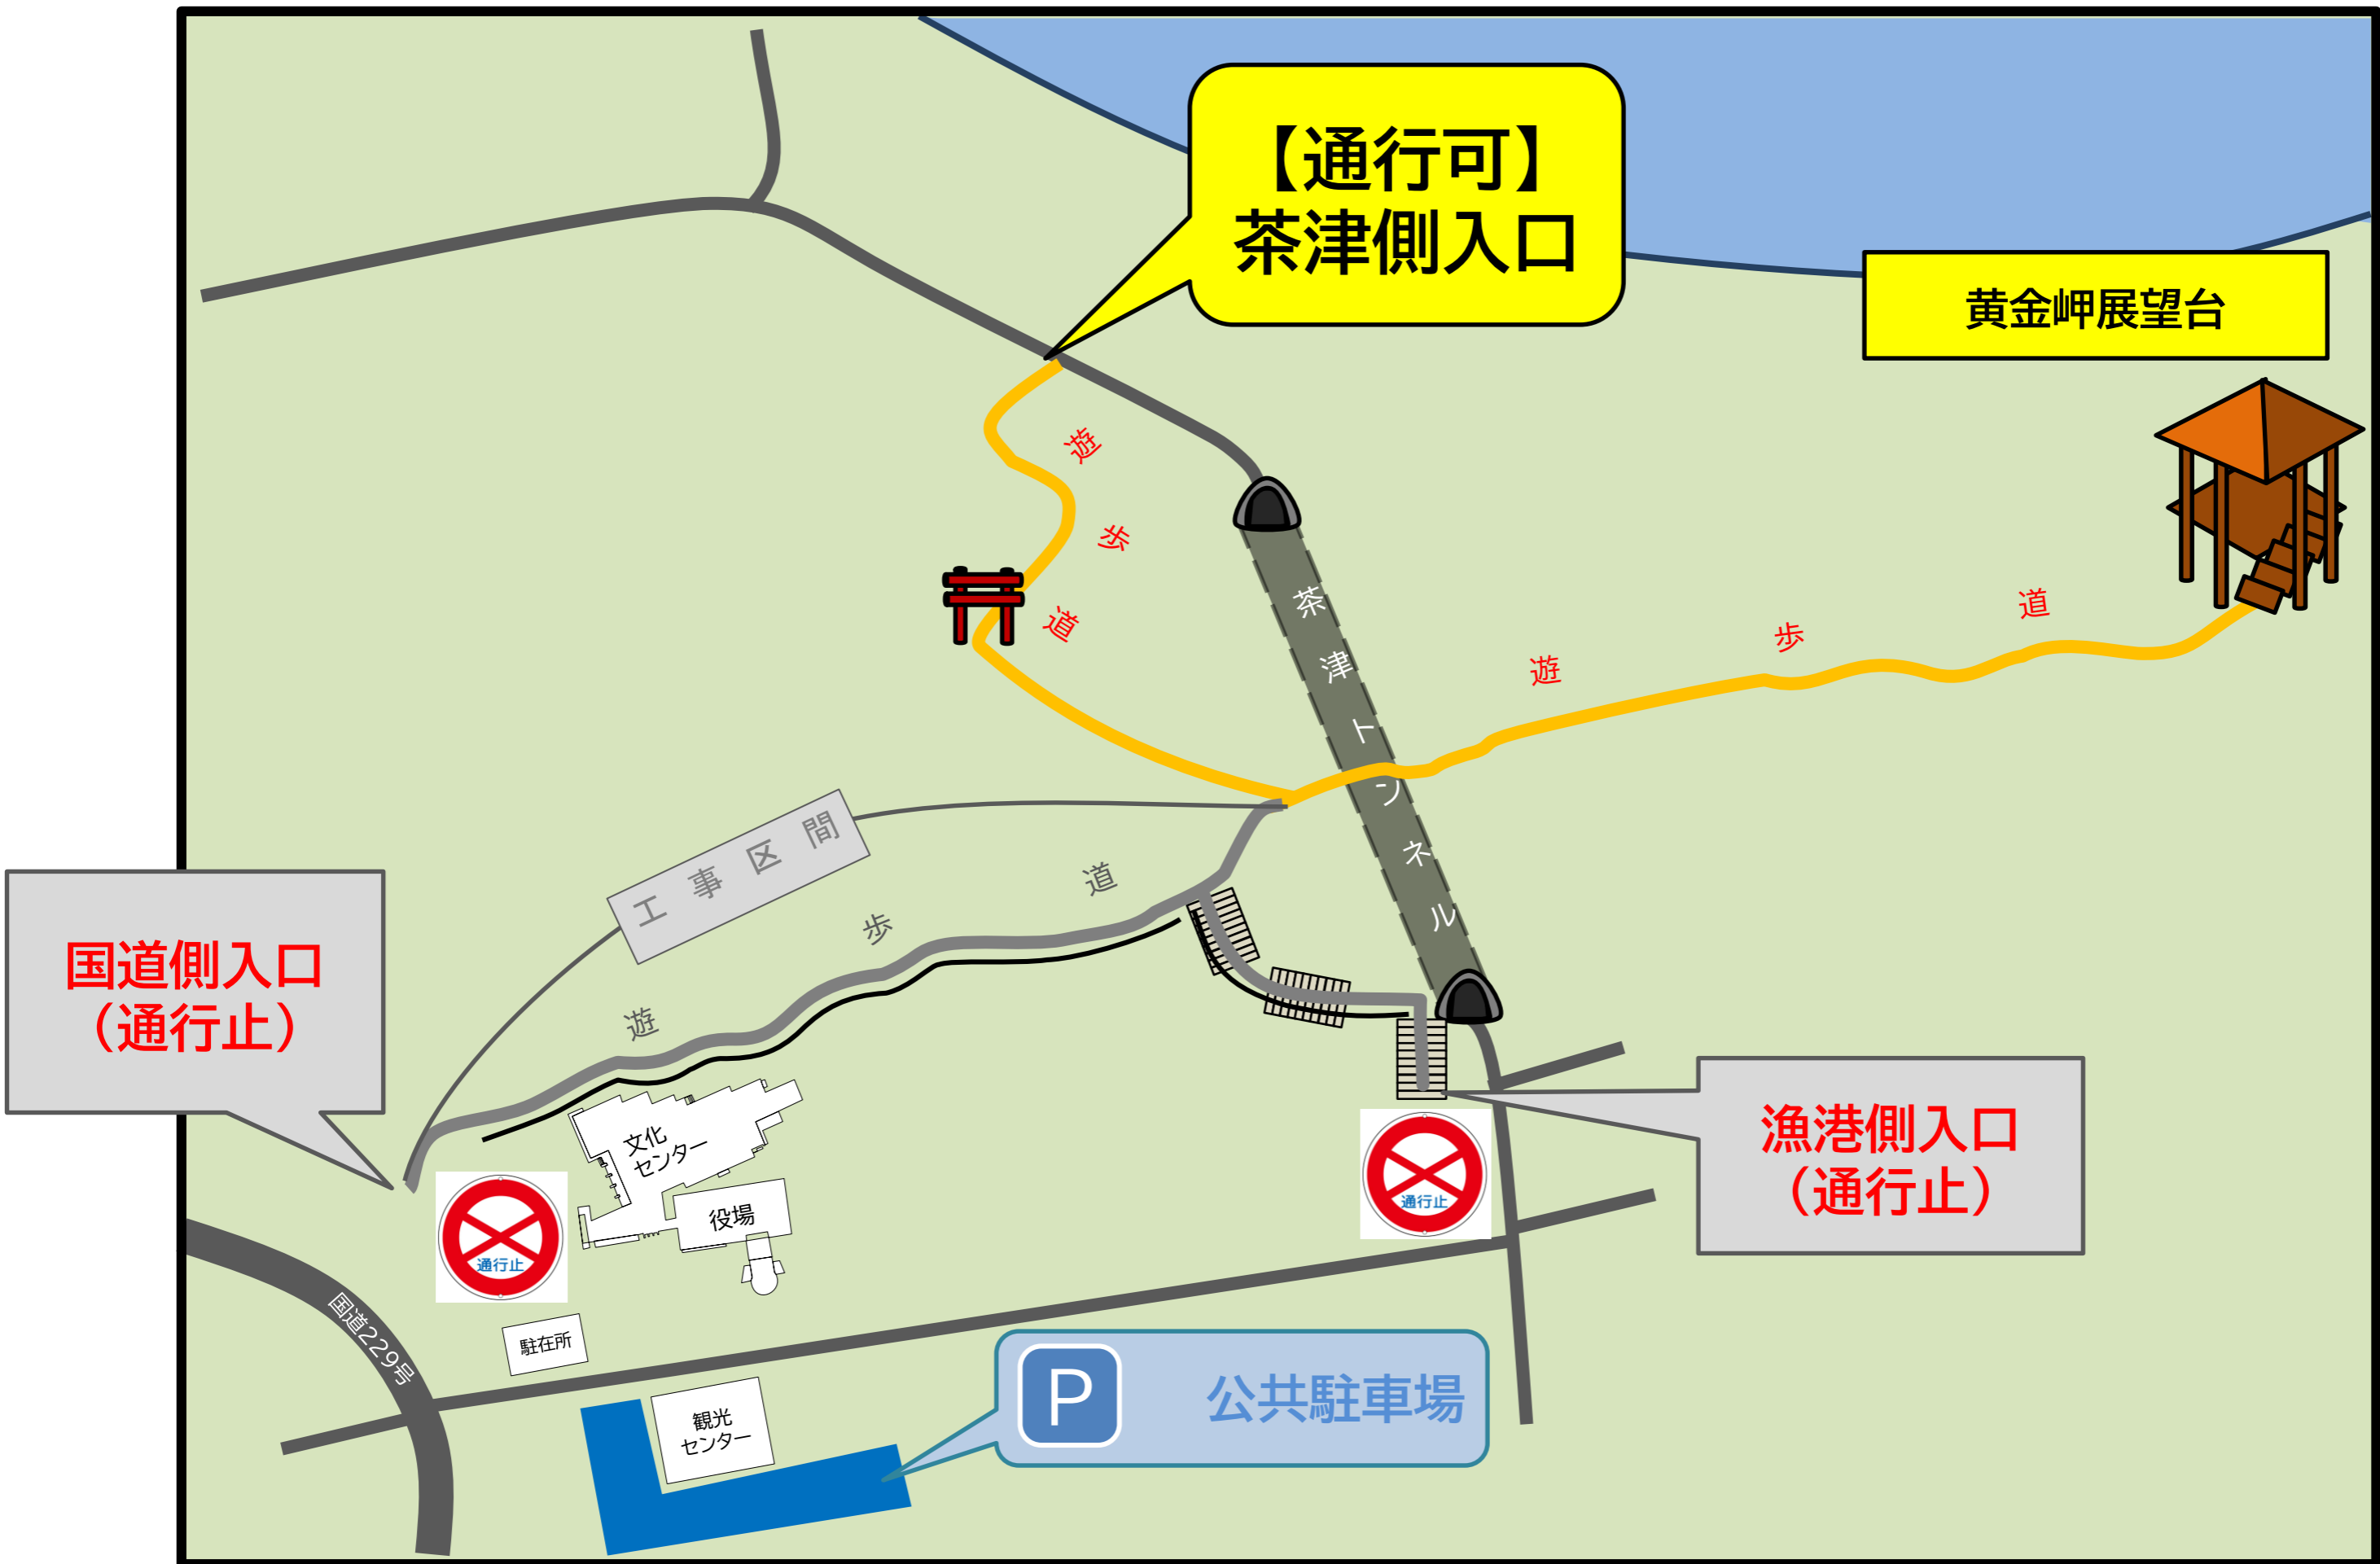 【通行可】
茶津側入口
黄金岬展望台
遊歩道
遊歩道
茶津トンネル
工事区間
遊歩道
国道側入口
（通行止）
漁港側入口
（通行止）
通行止
通行止
文化
センター
役場
駐在所
国道229号
観光
センター
P 公共駐車場